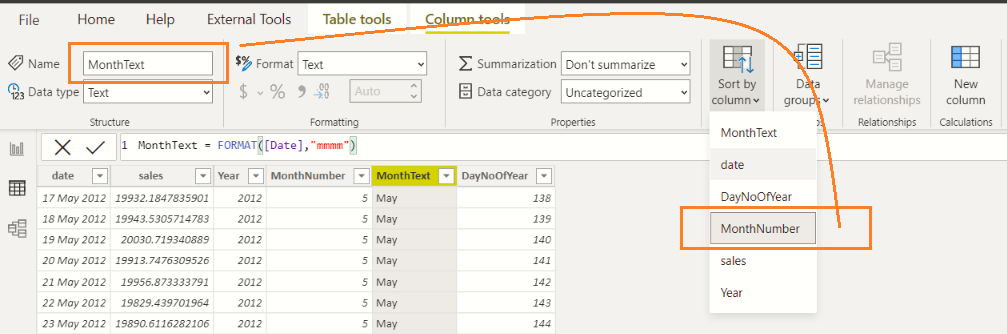 File Home Help External Tools Table tools Column tools
Name MonthText $% Format Text Σ Summarization Don't summarize Sort by column Data groups Manage relationships New column
123 Data type Text $ % 9 .00 Auto Data category Uncategorized
Structure Formatting Properties Relationships Calculations
MonthText
date
DayNoOfYear
MonthNumber
sales
Year
1 MonthText = FORMAT([Date],"mmmm")
date sales Year MonthNumber MonthText DayNoOfYear
17 May 2012 19932.1847835901 2012 5 May 138
18 May 2012 19943.5305714783 2012 5 May 139
19 May 2012 20030.719340889 2012 5 May 140
20 May 2012 19913.7476309526 2012 5 May 141
21 May 2012 19956.873333791 2012 5 May 142
22 May 2012 19829.439701964 2012 5 May 143
23 May 2012 19890.6116282106 2012 5 May 144